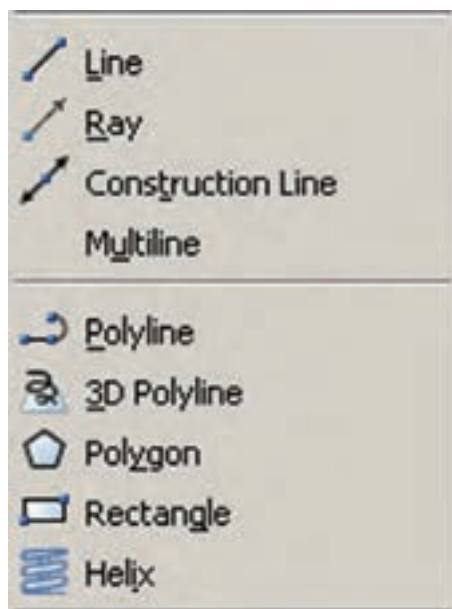 Line
Ray
Construction Line
Multiline
Polyline
3D Polyline
Polygon
Rectangle
Helix